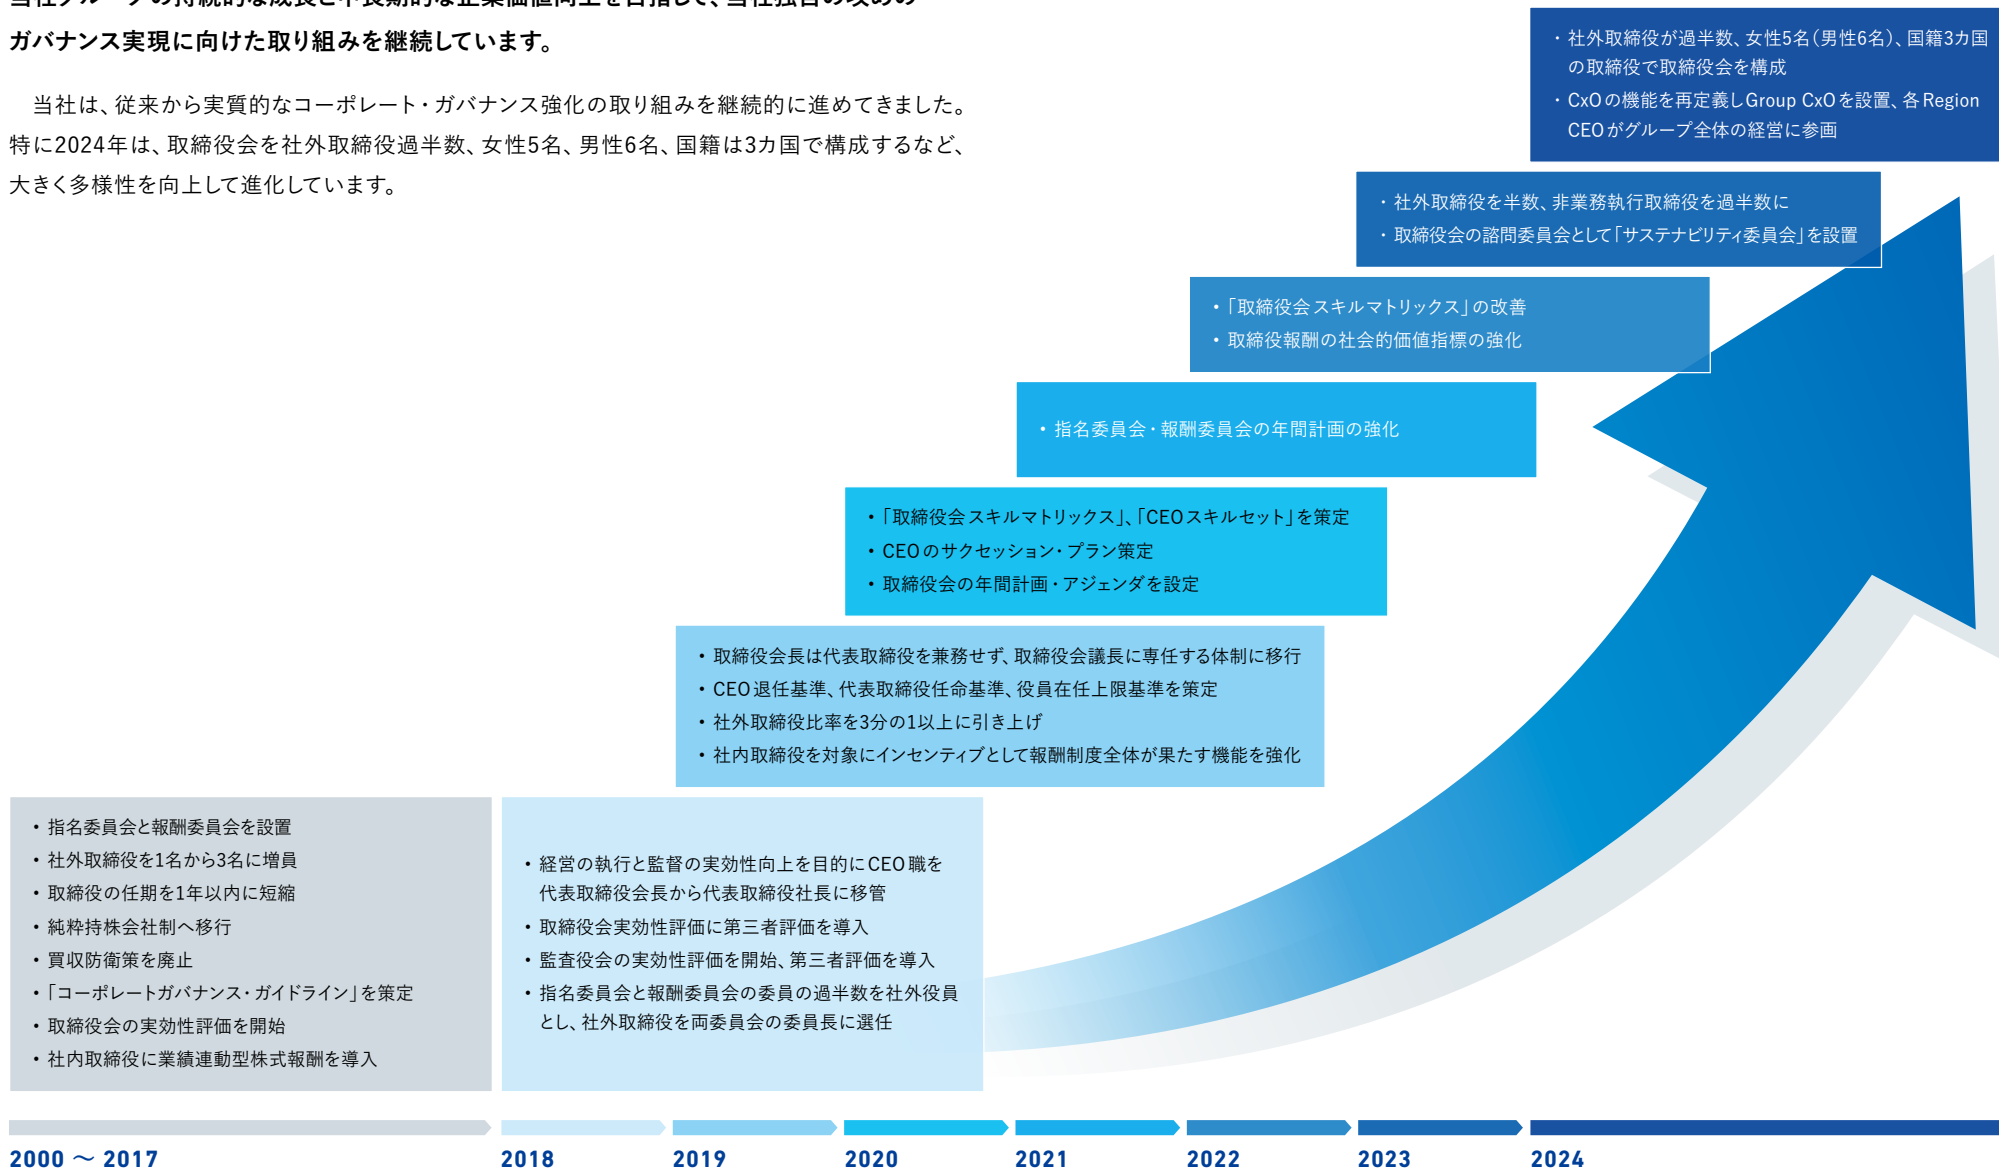 ガバナンス実現に向けた取り組みを継続しています。
当社は、従来から実質的なコーポレート・ガバナンス強化の取り組みを継続的に進めてきました。
特に2024年は、取締役会を社外取締役過半数、女性5名、男性6名、国籍は3カ国で構成するなど、
大きく多様性を向上して進化しています。
・社外取締役が過半数、女性5名(男性6名)、国籍3カ国
の取締役で取締役会を構成
・CxOの機能を再定義しGroup CxOを設置、各Region
CEOがグループ全体の経営に参画
・社外取締役を半数、非業務執行取締役を過半数に
・取締役会の諮問委員会として「サステナビリティ委員会」を設置
・「取締役会スキルマトリックス」の改善
・取締役報酬の社会的価値指標の強化
・指名委員会・報酬委員会の年間計画の強化
・「取締役会スキルマトリックス」、「CEOスキルセット」を策定
・CEOのサクセッション・プラン策定
・取締役会の年間計画・アジェンダを設定
・取締役会長は代表取締役を兼務せず、取締役会議長に専任する体制に移行
・CEO退任基準、代表取締役任命基準、役員在任上限基準を策定
・社外取締役比率を3分の1以上に引き上げ
・社内取締役を対象にインセンティブとして報酬制度全体が果たす機能を強化
・指名委員会と報酬委員会を設置
・社外取締役を1名から3名に増員
・取締役の任期を1年以内に短縮
・純粋持株会社制へ移行
・買収防衛策を廃止
・「コーポレートガバナンス・ガイドライン」を策定
・取締役会の実効性評価を開始
・社内取締役に業績連動型株式報酬を導入
・経営の執行と監督の実効性向上を目的にCEO職を
代表取締役会長から代表取締役社長に移管
・取締役会実効性評価に第三者評価を導入
・監査役会の実効性評価を開始、第三者評価を導入
・指名委員会と報酬委員会の委員の過半数を社外役員
とし、社外取締役を両委員会の委員長に選任
2000 〜 2017
2018
2019
2020
2021
2022
2023
2024